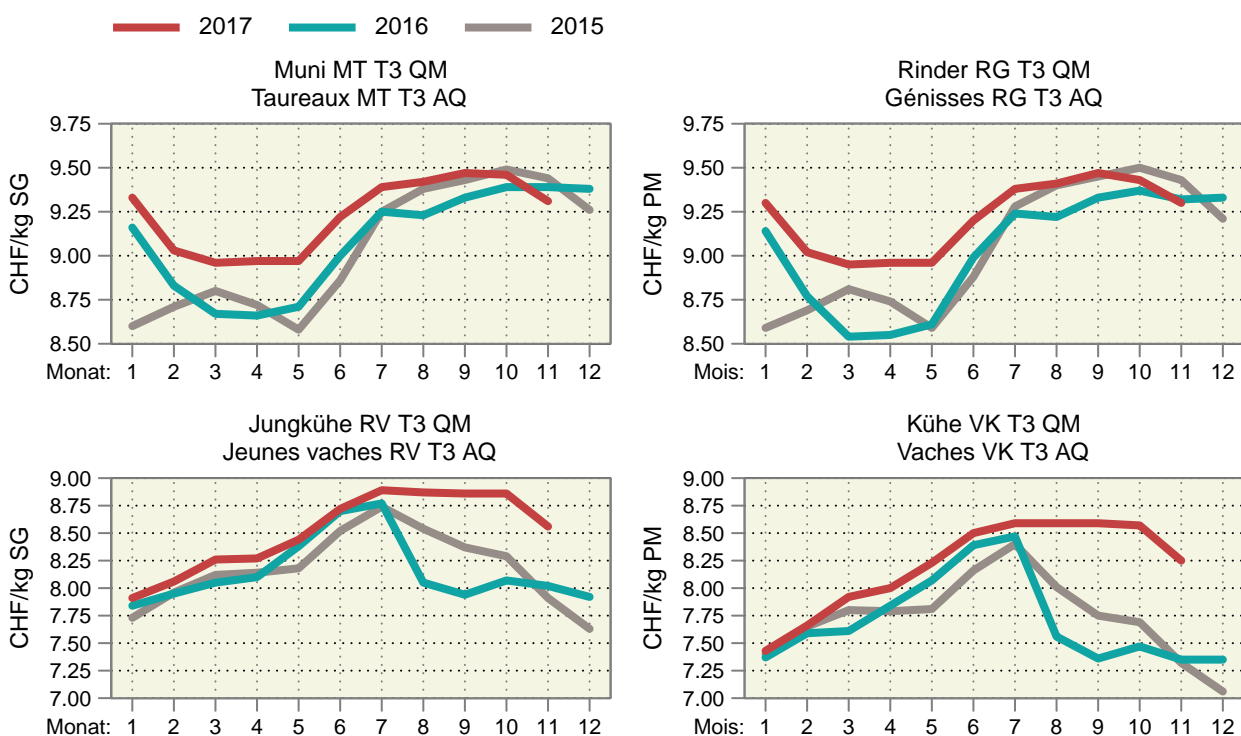 2017 2016 2015
Muni MT T3 QM
Taureaux MT T3 AQ
CHF/kg SG
9.75
9.50
9.25
9.00
8.75
8.50
Monat: 1 2 3 4 5 6 7 8 9 10 11 12
Rinder RG T3 QM
Génisses RG T3 AQ
CHF/kg PM
9.75
9.50
9.25
9.00
8.75
8.50
Mois: 1 2 3 4 5 6 7 8 9 10 11 12
Jungkühe RV T3 QM
Jeunes vaches RV T3 AQ
CHF/kg SG
9.00
8.75
8.50
8.25
8.00
7.75
7.50
7.25
7.00
Monat: 1 2 3 4 5 6 7 8 9 10 11 12
Kühe VK T3 QM
Vaches VK T3 AQ
CHF/kg PM
9.00
8.75
8.50
8.25
8.00
7.75
7.50
7.25
7.00
Mois: 1 2 3 4 5 6 7 8 9 10 11 12